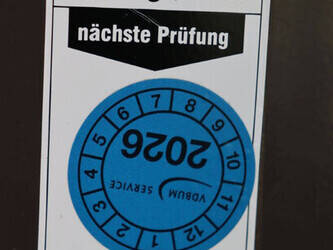 nächste Prüfung
1 2 3 4 5 6 7 8 9 10 11 12
2026
VDBUM SERVICE